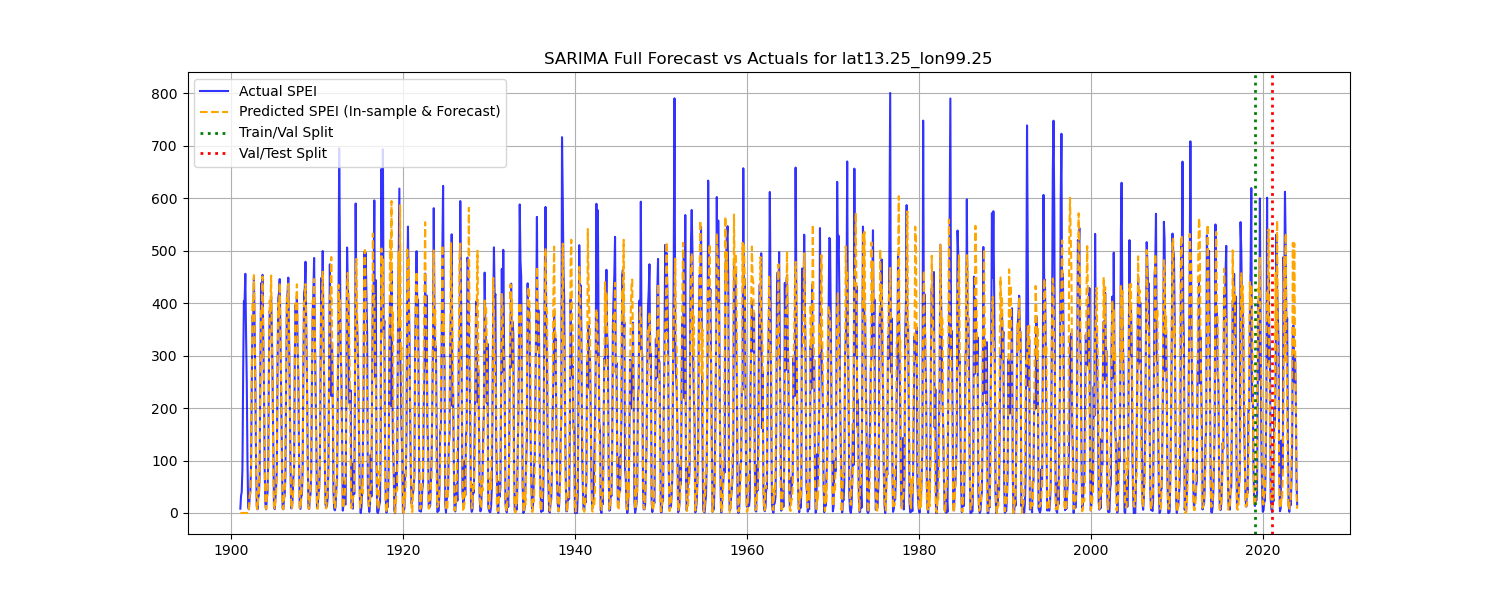 SARIMA Full Forecast vs Actuals for lat13.25_lon99.25
Actual SPEI
Predicted SPEI (In-sample & Forecast)
Train/Val Split
Val/Test Split
800
700
600
500
400
300
200
100
0
1900 1920 1940 1960 1980 2000 2020